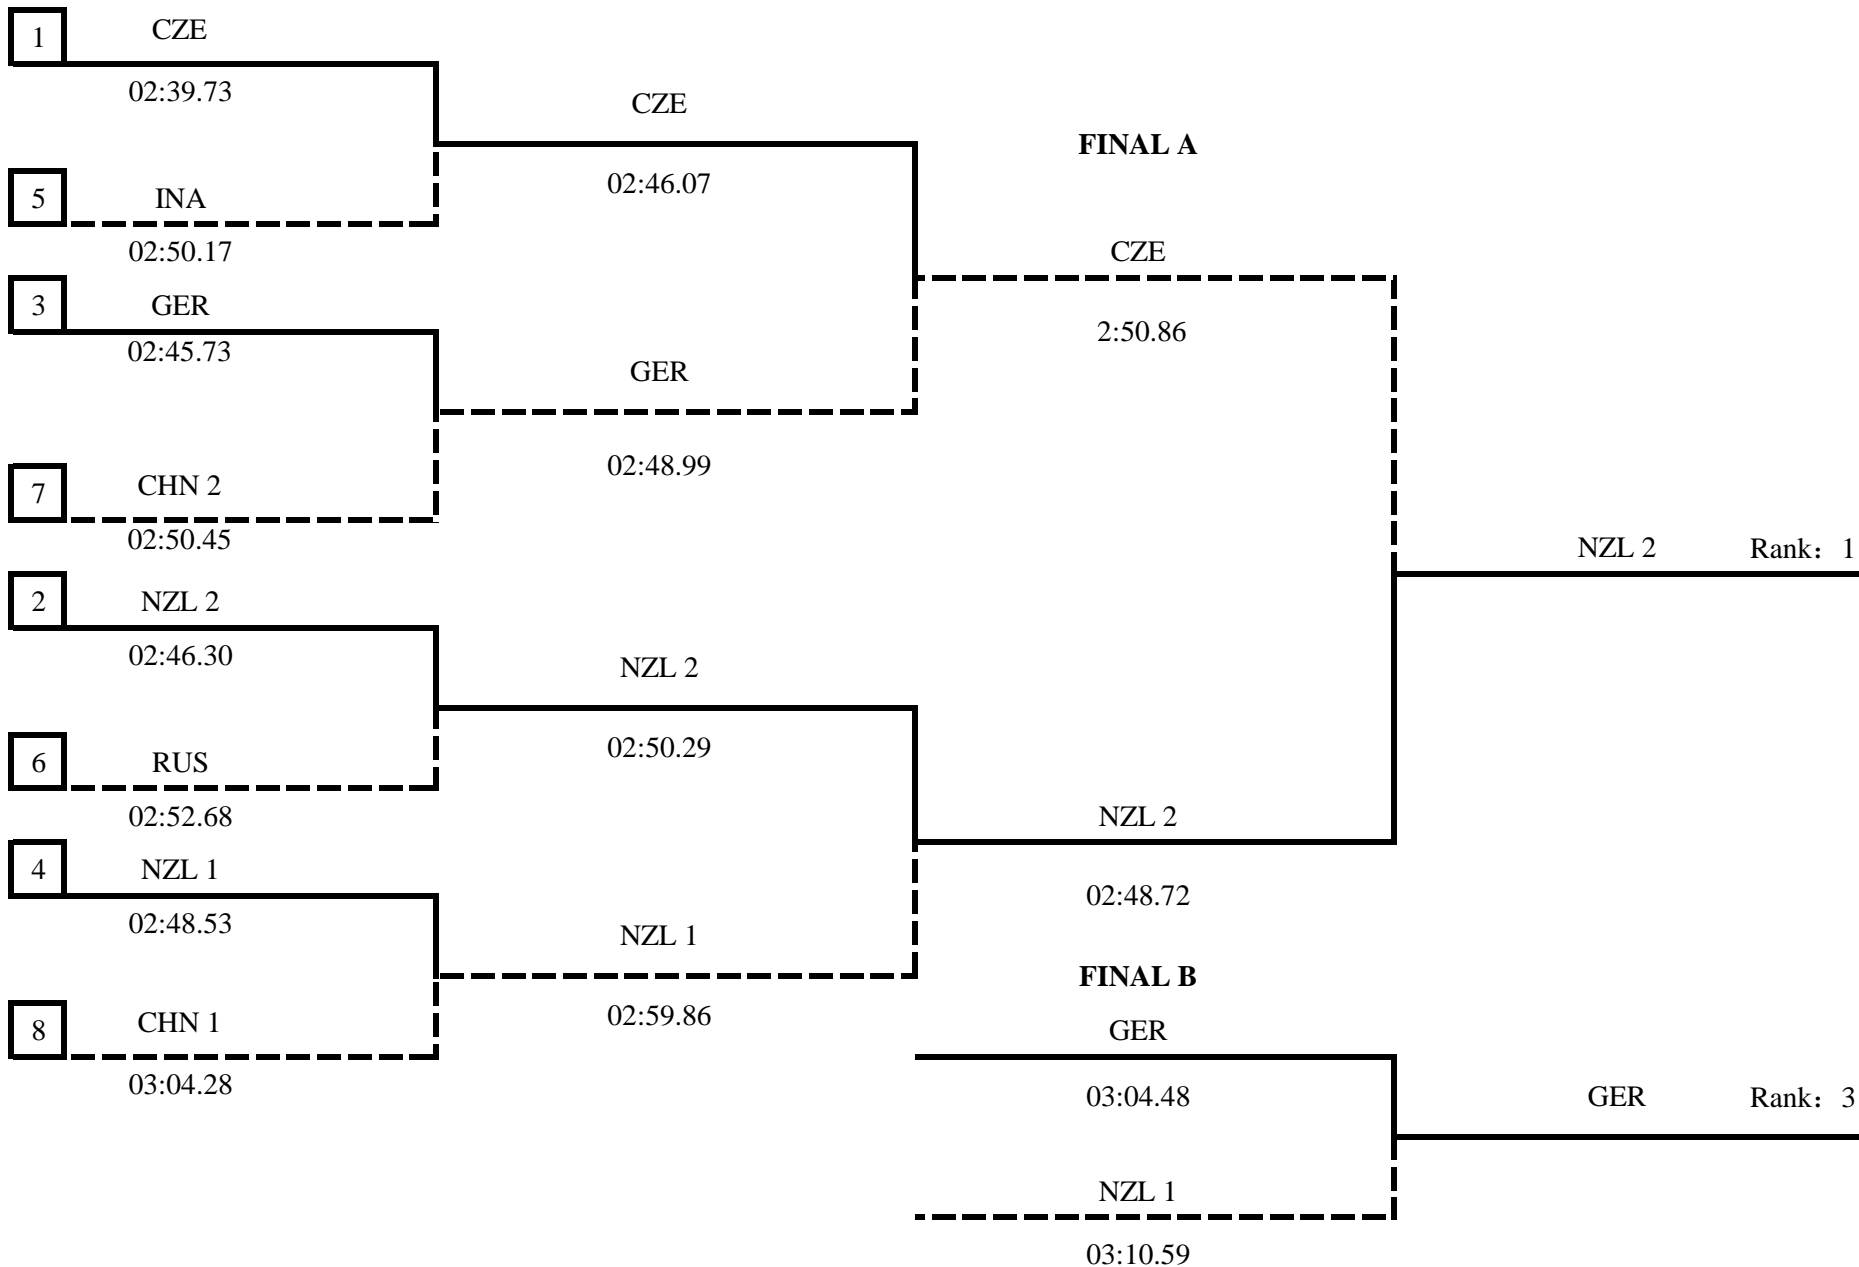 1
CZE
02:39.73
5
INA
02:50.17
3
GER
02:45.73
7
CHN 2
02:50.45
2
NZL 2
02:46.30
6
RUS
02:52.68
4
NZL 1
02:48.53
8
CHN 1
03:04.28
CZE
02:46.07
GER
02:48.99
NZL 2
02:50.29
NZL 1
02:59.86
FINAL A
CZE
2:50.86
NZL 2
02:48.72
FINAL B
GER
03:04.48
NZL 1
03:10.59
NZL 2 Rank：1
GER Rank：3